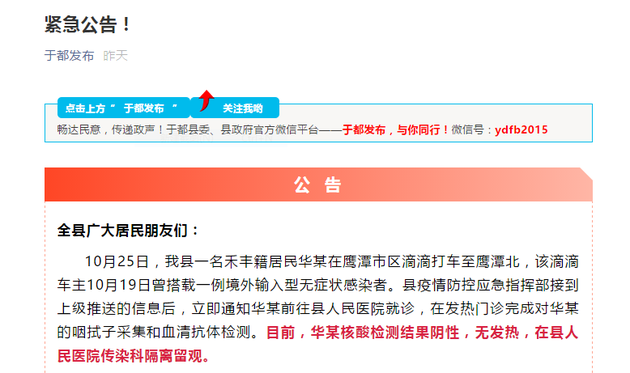 紧急公告！
于都发布 昨天
点击上方“ 于都发布 “ 关注我哟
畅达民意，传递政声！于都县委、县政府官方微信平台——于都发布，与你同行！微信号：ydfb2015
公 告
全县广大居民朋友们：
10月25日，我县一名禾丰籍居民华某在鹰潭市区滴滴打车至鹰潭北，该滴滴
车主10月19日曾搭载一例境外输入型无症状感染者。县疫情防控应急指挥部接到
上级推送的信息后，立即通知华某前往县人民医院就诊，在发热门诊完成对华某
的咽拭子采集和血清抗体检测。目前，华某核酸检测结果阴性，无发热，在县人
民医院传染科隔离留观。